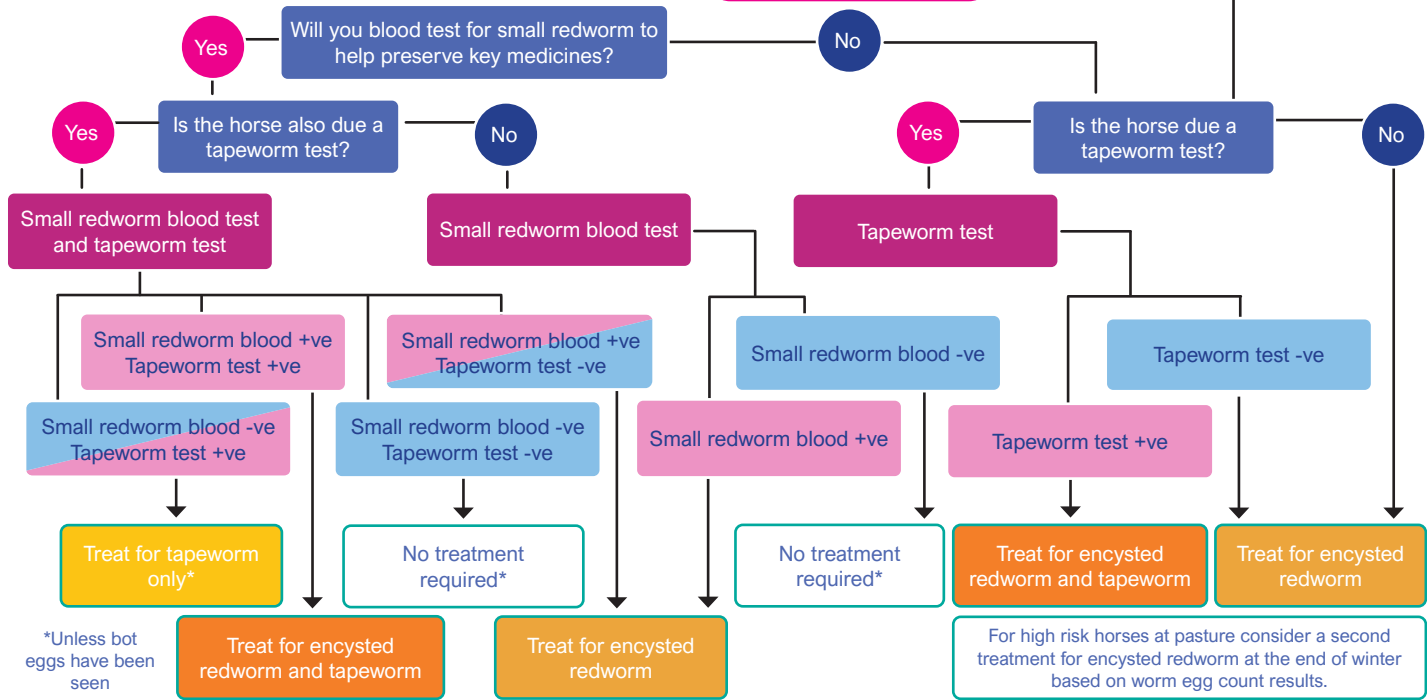 Will you blood test for small redworm to
help preserve key medicines?
Yes
No
Yes
Is the horse also due a
tapeworm test?
No
Yes
Is the horse due a
tapeworm test?
No
Small redworm blood test
and tapeworm test
Small redworm blood test
Tapeworm test
Small redworm blood +ve
Tapeworm test +ve
Small redworm blood +ve
Tapeworm test -ve
Small redworm blood -ve
Tapeworm test -ve
Small redworm blood -ve
Tapeworm test +ve
Small redworm blood -ve
Tapeworm test -ve
Small redworm blood +ve
Tapeworm test +ve
Treat for tapeworm
only*
No treatment
required*
No treatment
required*
Treat for encysted
redworm and tapeworm
Treat for encysted
redworm
*Unless bot
eggs have been
seen
Treat for encysted
redworm and tapeworm
Treat for encysted
redworm
For high risk horses at pasture consider a second
treatment for encysted redworm at the end of winter
based on worm egg count results.